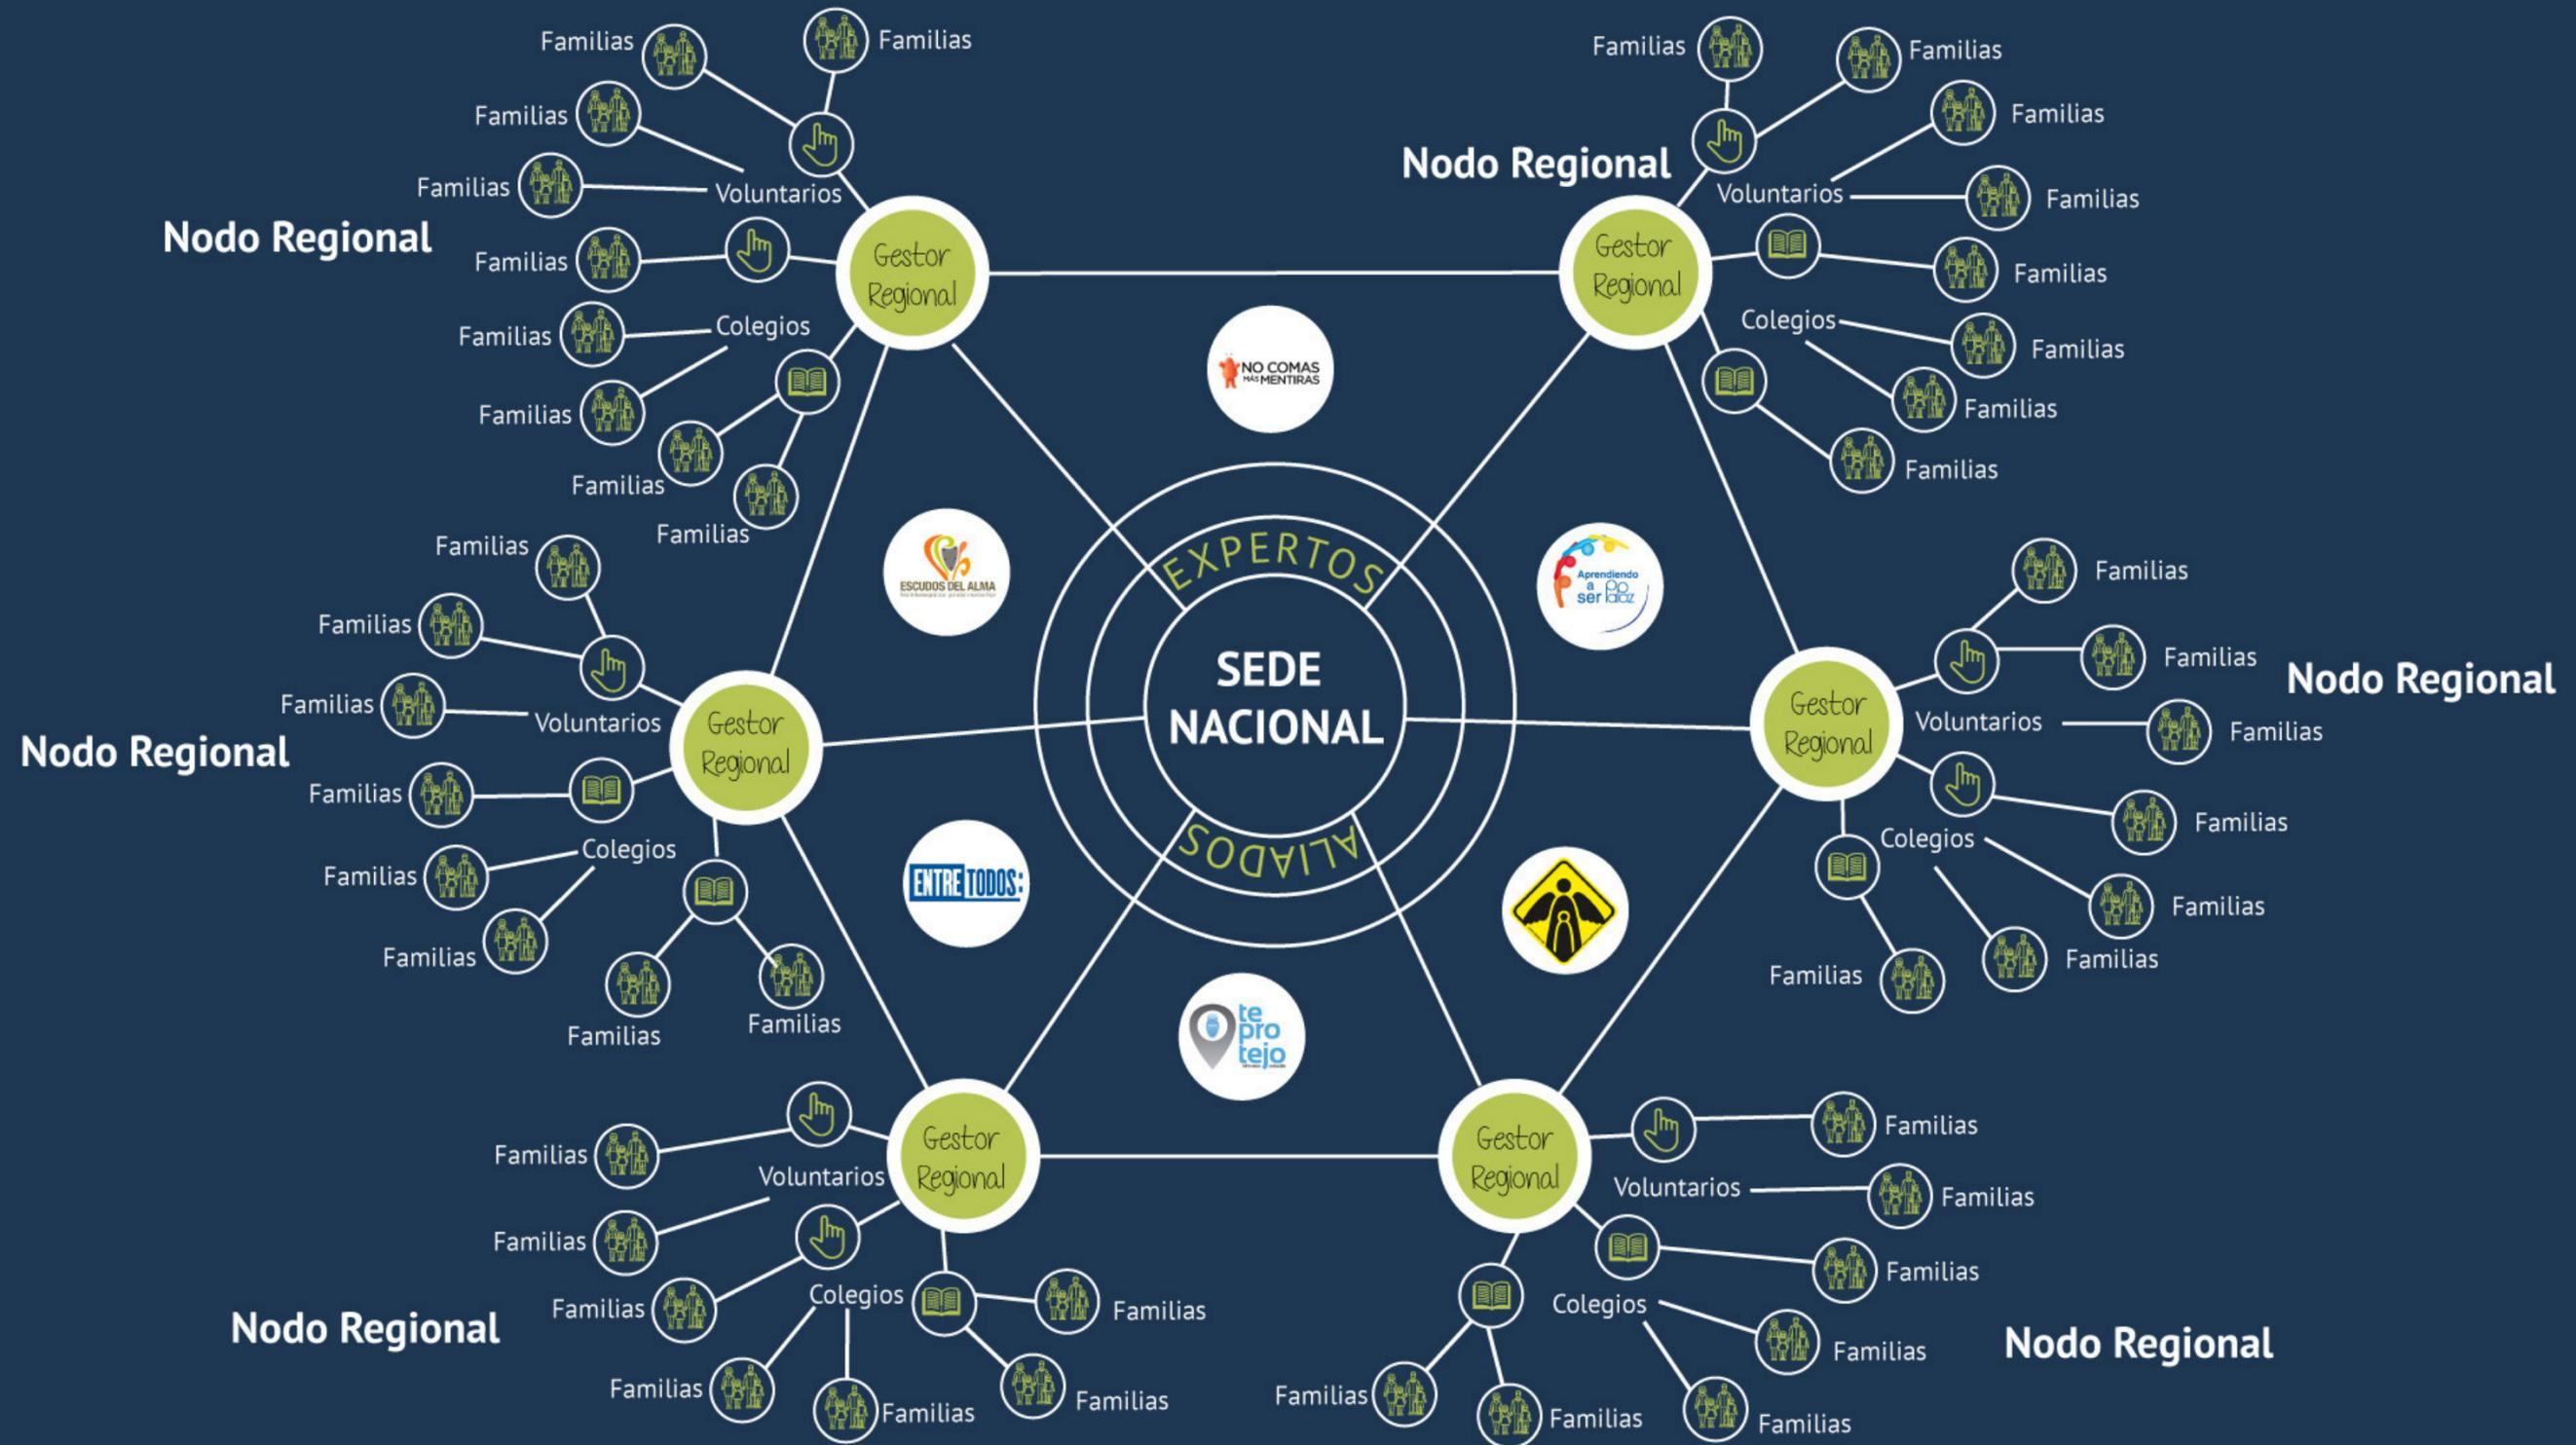 Familias
Familias
Familias
Familias
Voluntarios
Nodo Regional
Familias
Familias
Colegios
Familias
Familias
Familias
Gestor
Regional
Familias
Familias
Nodo Regional
Familias
Voluntarios
Familias
Familias
Colegios
Familias
Familias
Familias
Gestor
Regional
NO COMAS
MÁS MENTIRAS
ESCUDOS DEL ALMA
Aprendiendo
a
ser papaz
EXPERTOS
SEDE
NACIONAL
ALIADOS
Familias
Familias
Familias
Voluntarios
Nodo Regional
Familias
Colegios
Familias
Familias
Familias
Familias
Gestor
Regional
Familias
Familias
Nodo Regional
Voluntarios
Familias
Familias
Colegios
Familias
Familias
Familias
Gestor
Regional
ENTRE TODOS:
te
pro
tejo
Familias
Voluntarios
Familias
Familias
Colegios
Familias
Nodo Regional
Familias
Familias
Familias
Gestor
Regional
Gestor
Regional
Familias
Voluntarios
Familias
Familias
Colegios
Familias
Nodo Regional
Familias
Familias
Familias